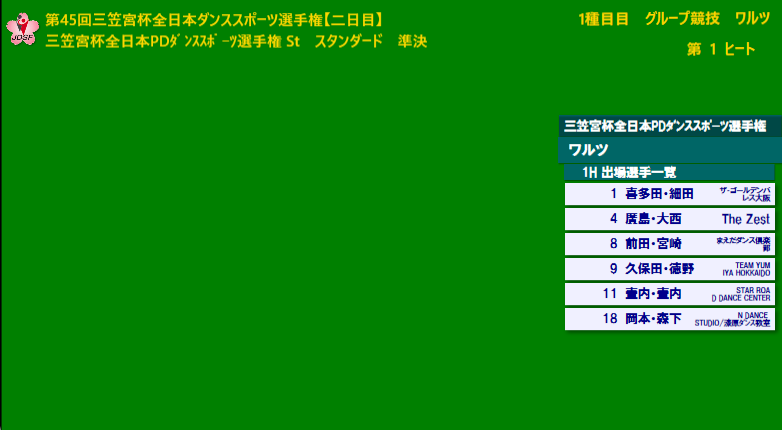 第45回三笠宮杯全日本ダンススポーツ選手権【二日目】
三笠宮杯全日本PDﾀﾞﾝｽｽﾎﾟｰﾂ選手権 St　スタンダード　準決
1種目目　グループ競技　ワルツ
第 1 ヒート
JDSF
三笠宮杯全日本PDﾀﾞﾝｽｽﾎﾟｰﾂ選手権
ワルツ
1H 出場選手一覧
1 喜多田・細田 ザ・ゴールデンパ
レス大阪
4 廣島・大西 The Zest
8 前田・宮崎 まえだダンス倶楽
部
9 久保田・徳野 TEAM YUM
IYA HOKKAIDO
11 壹内・壹内 STAR ROA
D DANCE CENTER
18 岡本・森下 N DANCE
STUDIO/漆原ﾀﾞﾝｽ教室